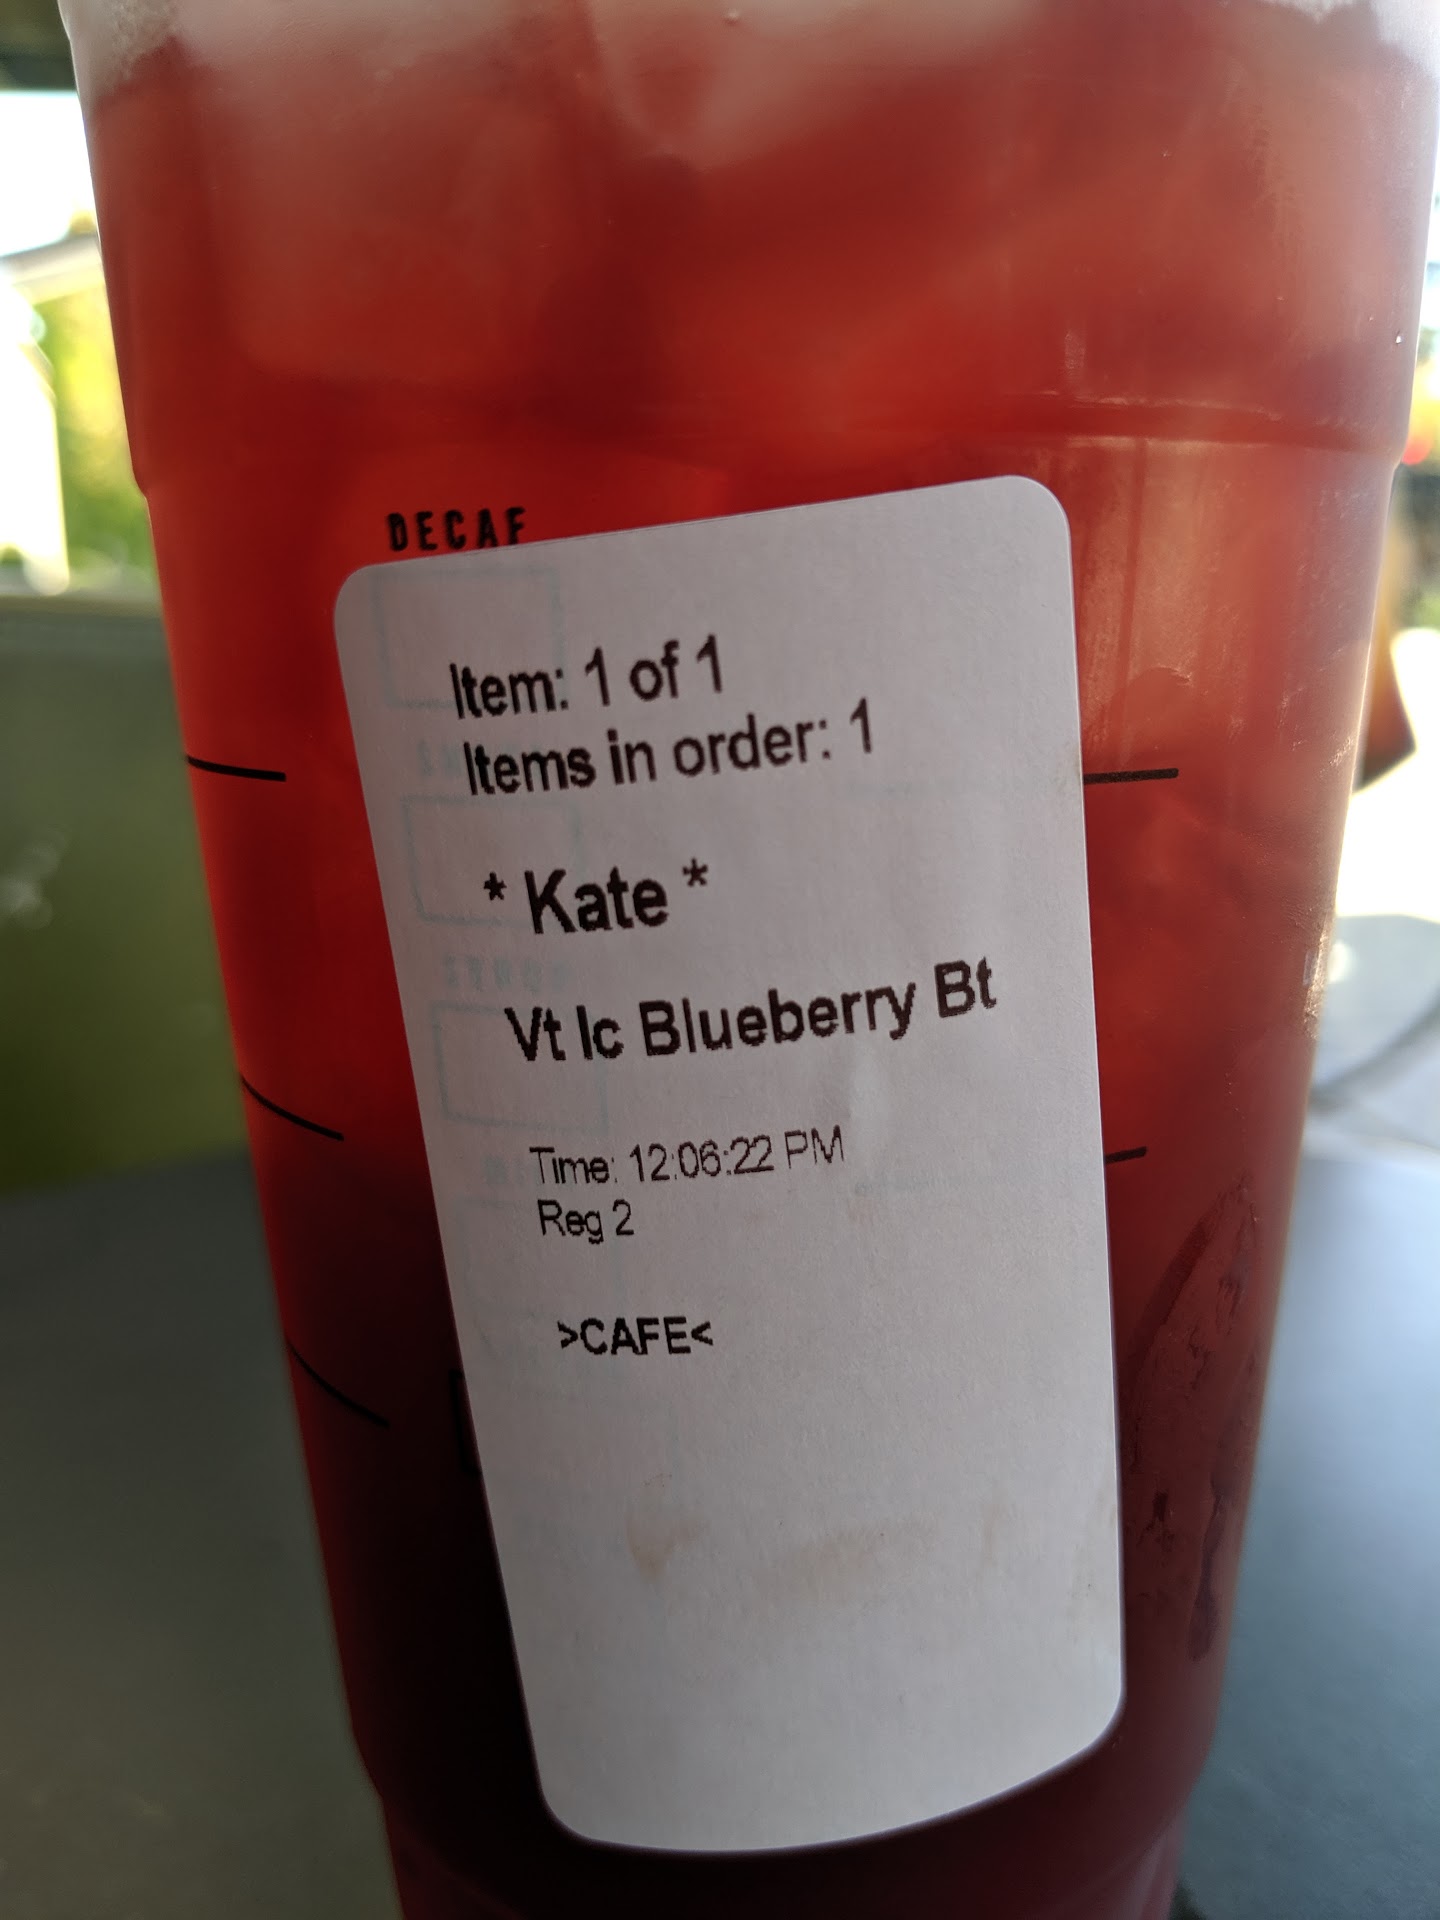 DECAF
Item: 1 of 1
Items in order: 1
* Kate *
Vt Ic Blueberry Bt
Time: 12:06:22 PM
Reg 2
>CAFE<